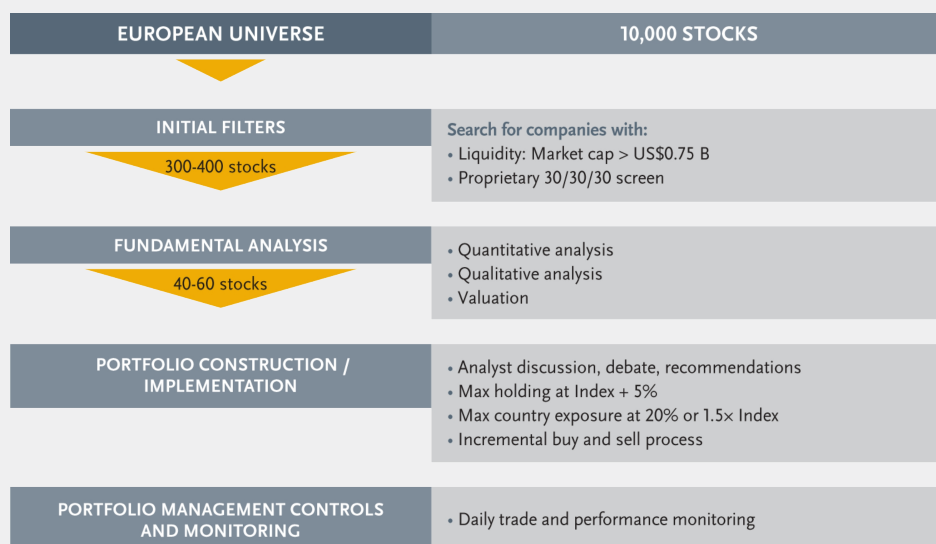 EUROPEAN UNIVERSE
10,000 STOCKS
INITIAL FILTERS
300-400 stocks
Search for companies with:
• Liquidity: Market cap > US$0.75 B
• Proprietary 30/30/30 screen
FUNDAMENTAL ANALYSIS
40-60 stocks
• Quantitative analysis
• Qualitative analysis
• Valuation
PORTFOLIO CONSTRUCTION /
IMPLEMENTATION
• Analyst discussion, debate, recommendations
• Max holding at Index + 5%
• Max country exposure at 20% or 1.5× Index
• Incremental buy and sell process
PORTFOLIO MANAGEMENT CONTROLS
AND MONITORING
• Daily trade and performance monitoring